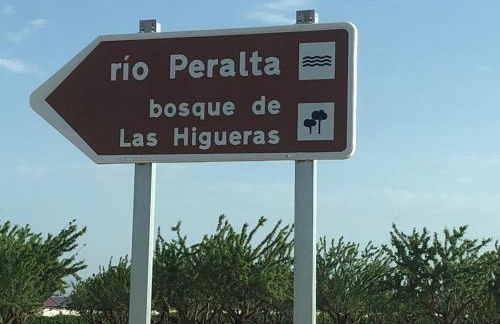 río Peralta
bosque de
Las Higueras